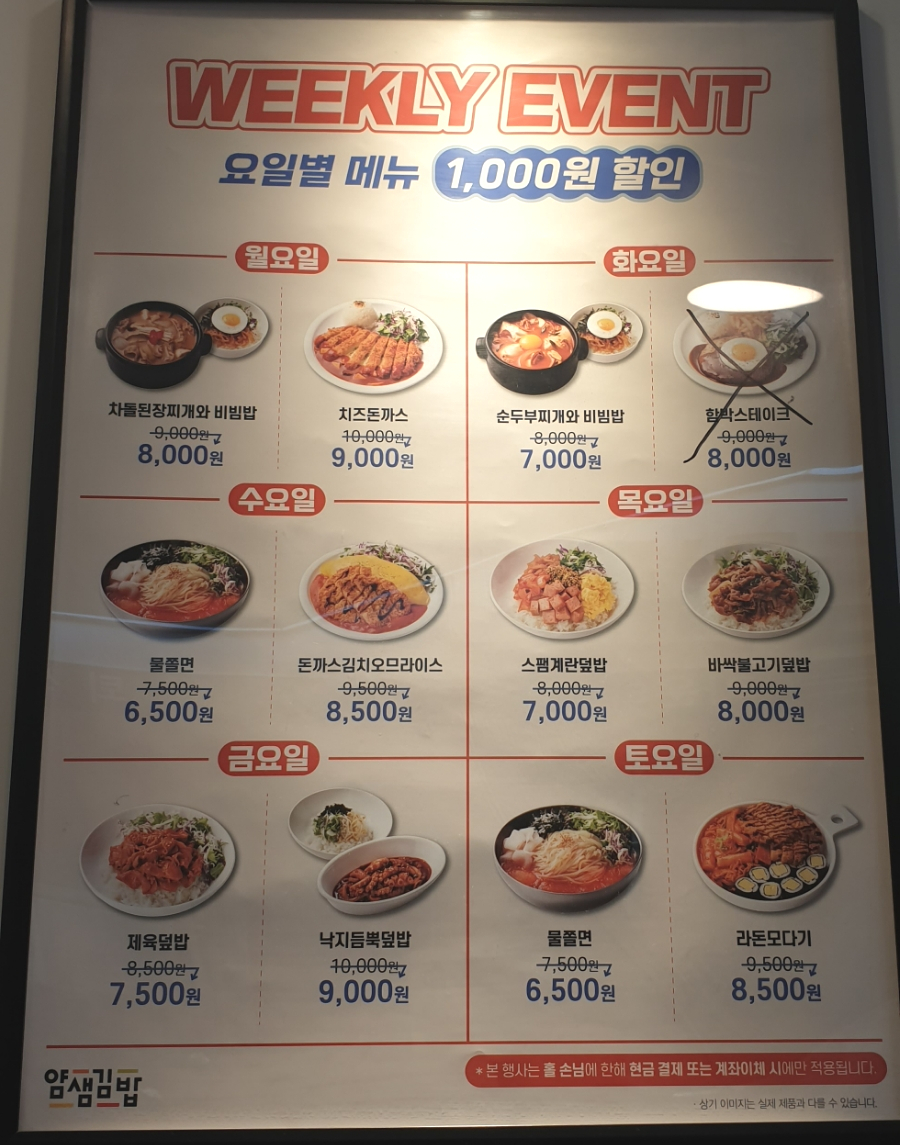 WEEKLY EVENT
요일별 메뉴 1,000원 할인
월요일
차돌된장찌개와 비빔밥
9,000원
8,000원
치즈돈까스
10,000원
9,000원
화요일
순두부찌개와 비빔밥
8,000원
7,000원
함박스테이크
9,000원
8,000원
수요일
물쫄면
7,500원
6,500원
돈까스김치오므라이스
9,500원
8,500원
목요일
스팸계란덮밥
8,000원
7,000원
바싹불고기덮밥
9,000원
8,000원
금요일
제육덮밥
8,500원
7,500원
낙지듬뿍덮밥
10,000원
9,000원
토요일
물쫄면
7,500원
6,500원
라돈모다기
9,500원
8,500원
얌샘김밥
*본 행사는 홀 손님에 한해 현금 결제 또는 계좌이체 시에만 적용됩니다.
· 상기 이미지는 실제 제품과 다를 수 있습니다.